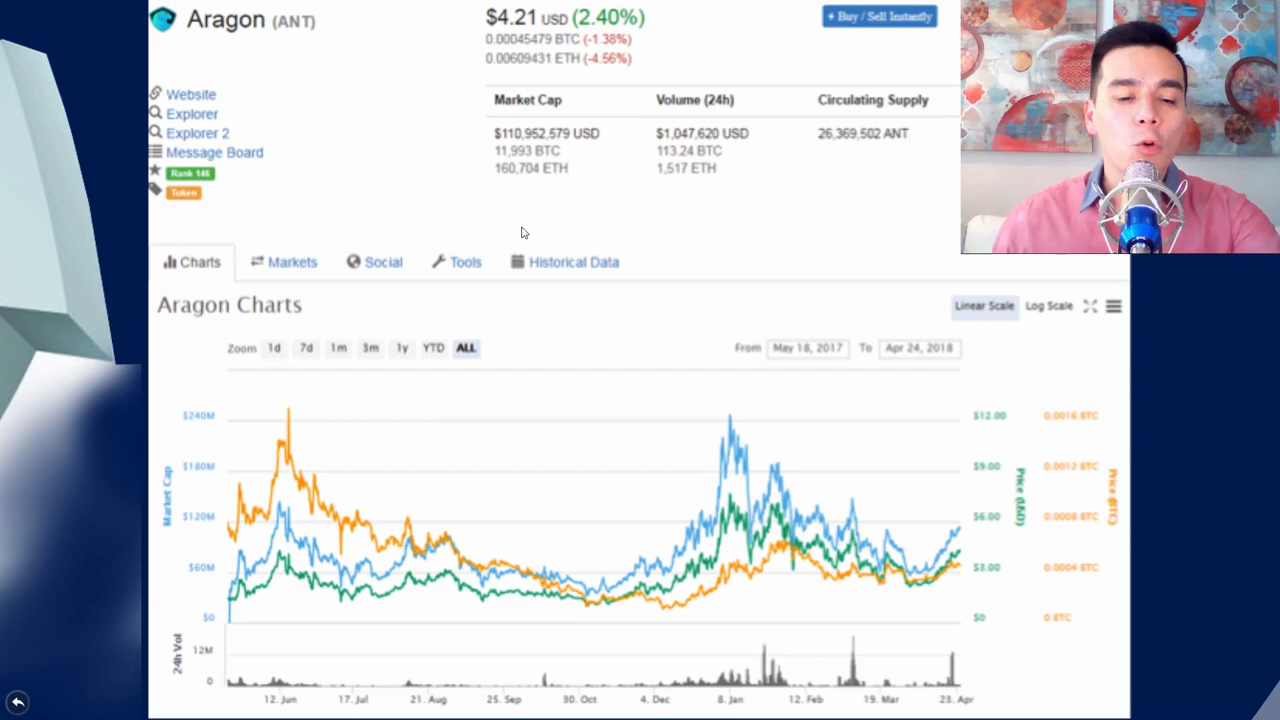 Aragon (ANT)
$4.21 USD (2.40%)
0.00045479 BTC (-1.38%)
0.00609431 ETH (-4.56%)
Buy / Sell Instantly
Website
Explorer
Explorer 2
Message Board
Rank 146
Token
Market Cap Volume (24h) Circulating Supply
$110,952,579 USD $1,047,620 USD 26,369,502 ANT
11,993 BTC 113.24 BTC
160,704 ETH 1,517 ETH
Charts Markets Social Tools Historical Data
Aragon Charts
Linear Scale Log Scale
Zoom 1d 7d 1m 3m 1y YTD ALL
From May 18, 2017 To Apr 24, 2018
$240M $12.00 0.0016 BTC
$180M $9.00 0.0012 BTC
$120M $6.00 0.0008 BTC
$60M $3.00 0.0004 BTC
$0 $0 0 BTC
Market Cap
Price (USD)
Price (BTC)
24h Vol
12M
0
12. Jun 17. Jul 21. Aug 25. Sep 30. Oct 4. Dec 8. Jan 12. Feb 19. Mar 23. Apr